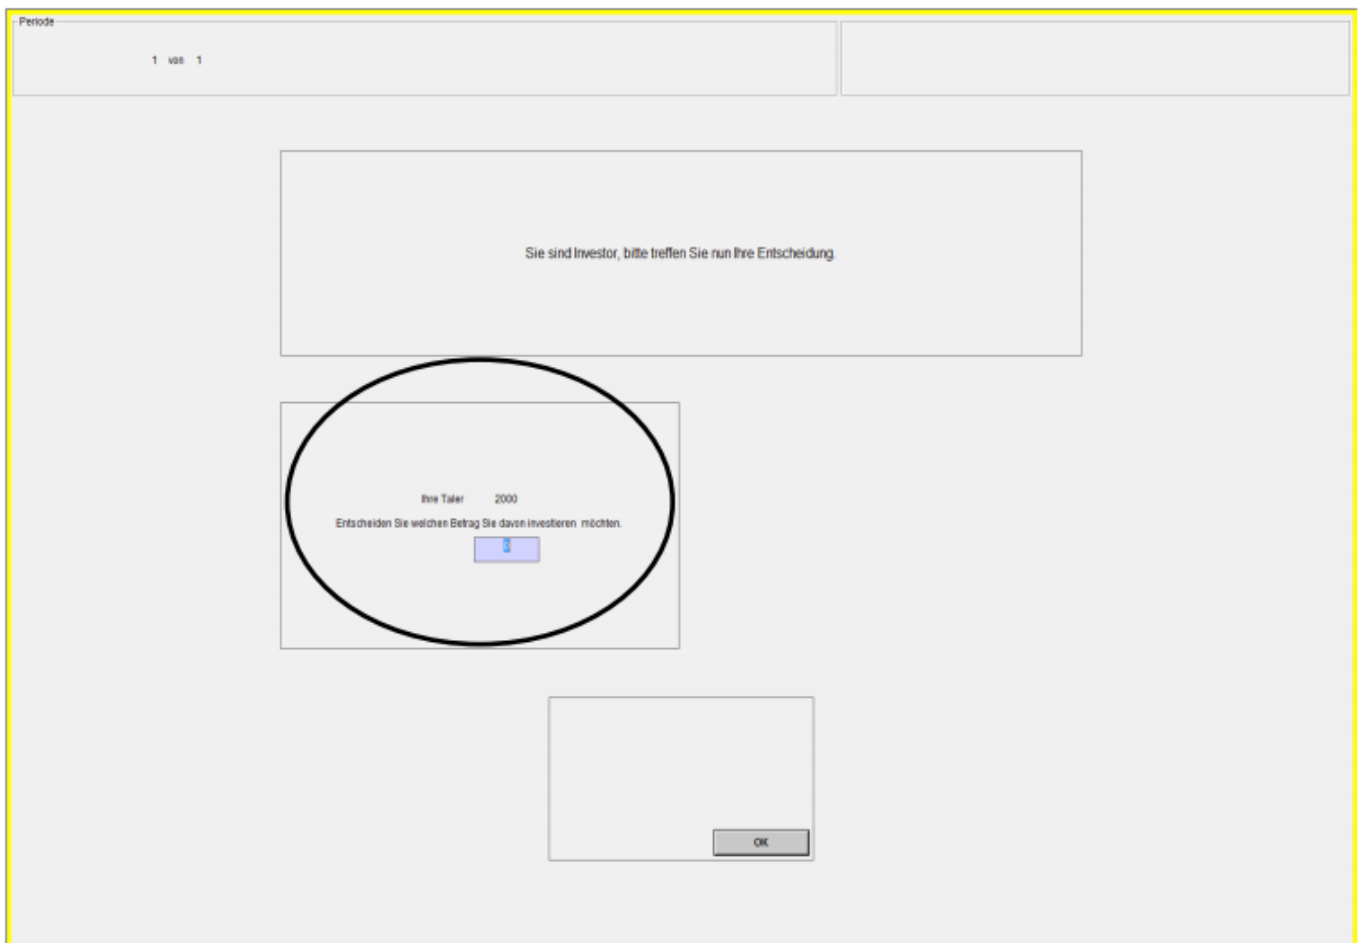 Periode
1 von 1
Sie sind Investor, bitte treffen Sie nun Ihre Entscheidung.
Ihre Taler 2000
Entscheiden Sie welchen Betrag Sie davon investieren möchten.
OK